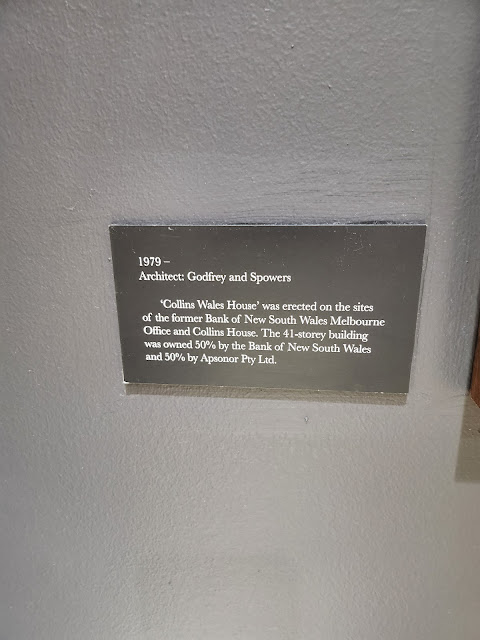 1979 –
Architect: Godfrey and Spowers
‘Collins Wales House’ was erected on the sites
of the former Bank of New South Wales Melbourne
Office and Collins House. The 41-storey building
was owned 50% by the Bank of New South Wales
and 50% by Apsonor Pty Ltd.